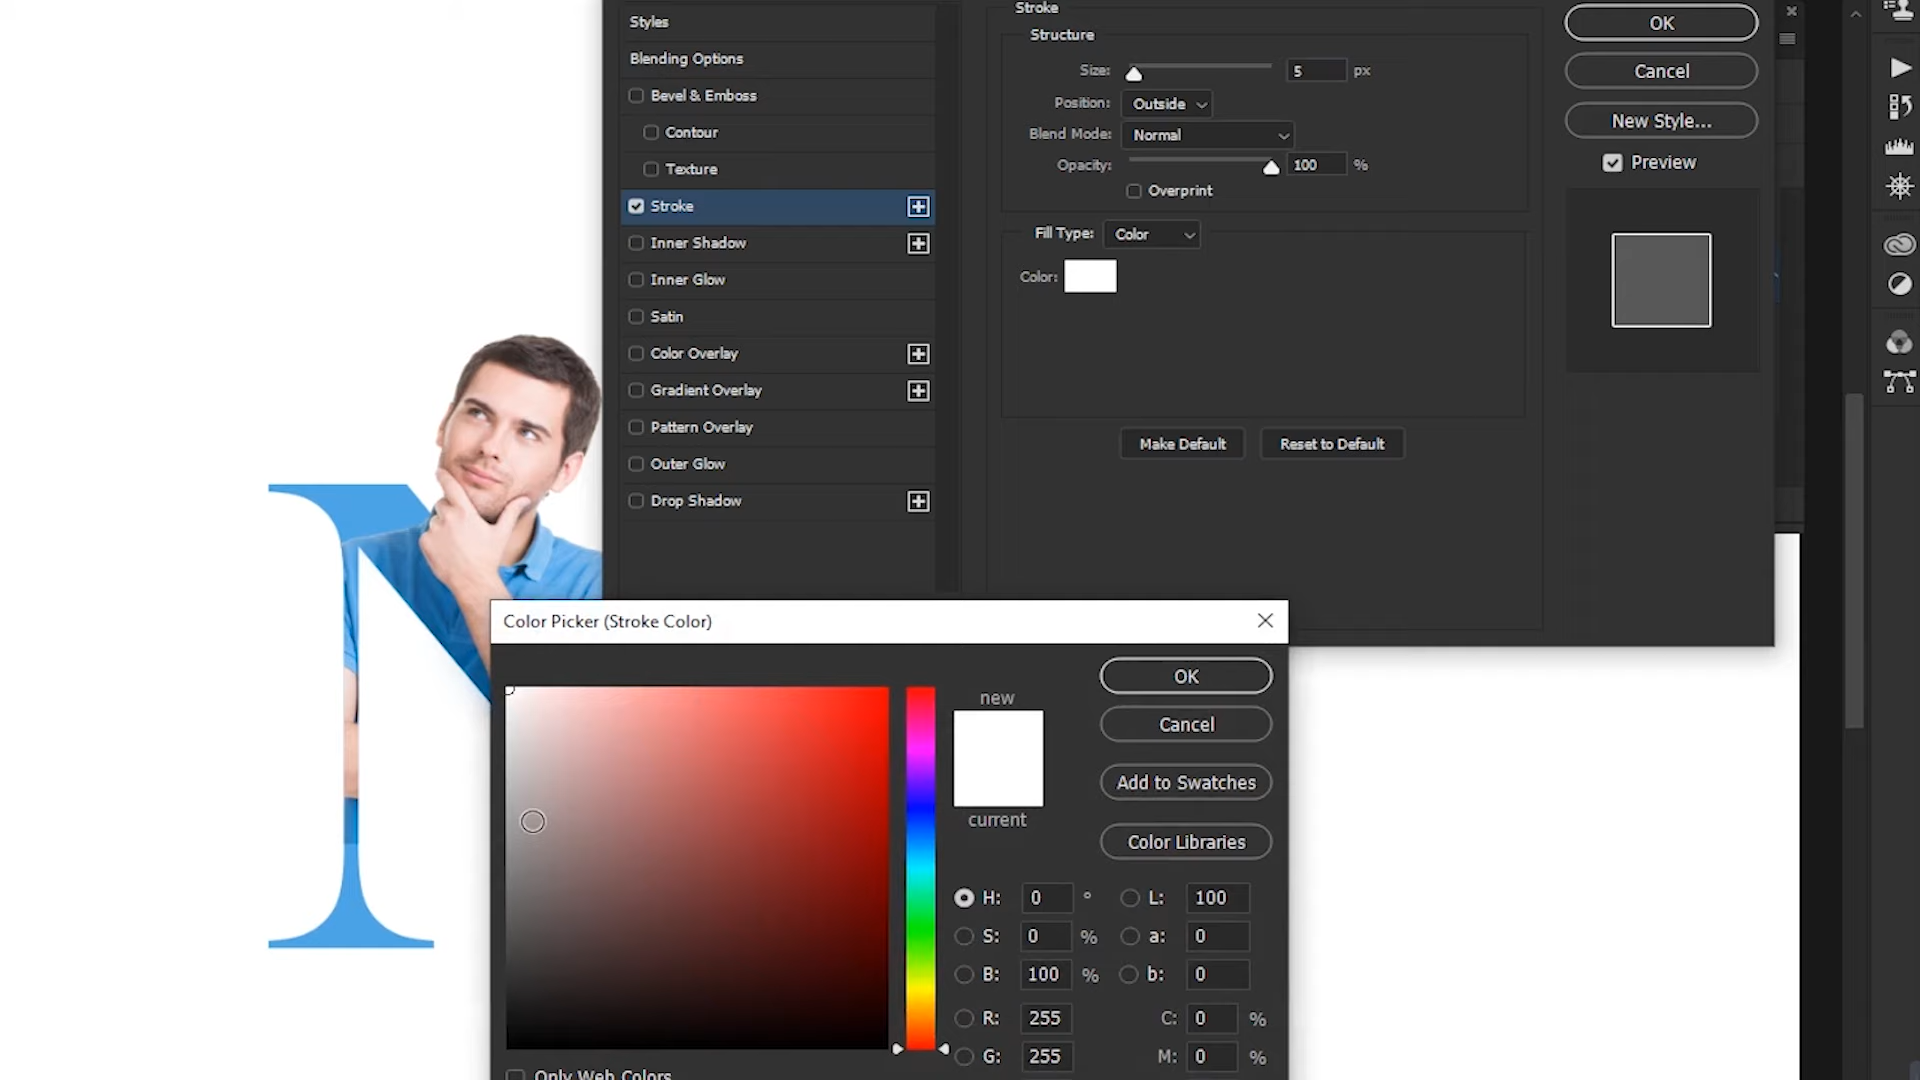 Styles
Blending Options
Bevel & Emboss
Contour
Texture
Stroke
Inner Shadow
Inner Glow
Satin
Color Overlay
Gradient Overlay
Pattern Overlay
Outer Glow
Drop Shadow
Stroke
Structure
Size: 5 px
Position: Outside
Blend Mode: Normal
Opacity: 100 %
Overprint
Fill Type: Color
Color:
Make Default Reset to Default
OK
Cancel
New Style...
Preview
N
Color Picker (Stroke Color)
new
current
OK
Cancel
Add to Swatches
Color Libraries
H: 0 ° L: 100
S: 0 % a: 0
B: 100 % b: 0
R: 255 C: 0 %
G: 255 M: 0 %
Only Web Colors